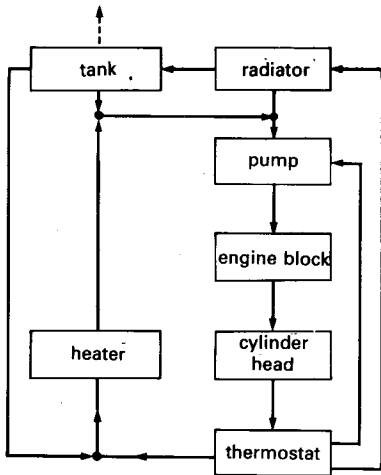 tank
radiator
pump
engine block
heater
cylinder
head
thermostat